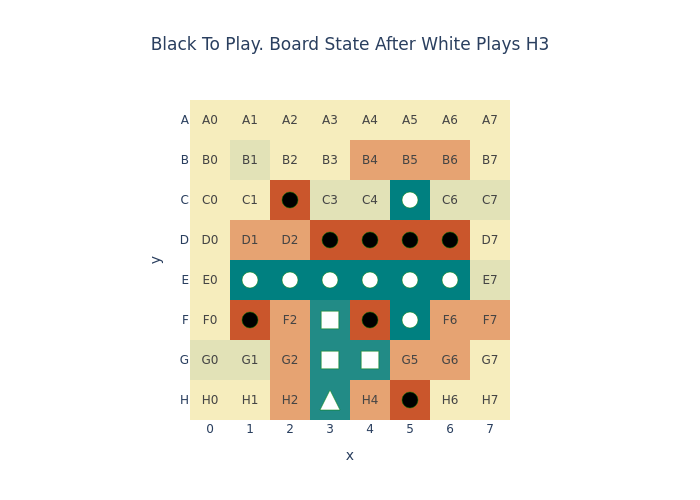 Black To Play. Board State After White Plays H3
A A0 A1 A2 A3 A4 A5 A6 A7
B B0 B1 B2 B3 B4 B5 B6 B7
C C0 C1 C3 C4 C6 C7
D D0 D1 D2 D7
E E0 E7
F F0 F2 F6 F7
G G0 G1 G2 G5 G6 G7
H H0 H1 H2 H4 H6 H7
0 1 2 3 4 5 6 7
x
y